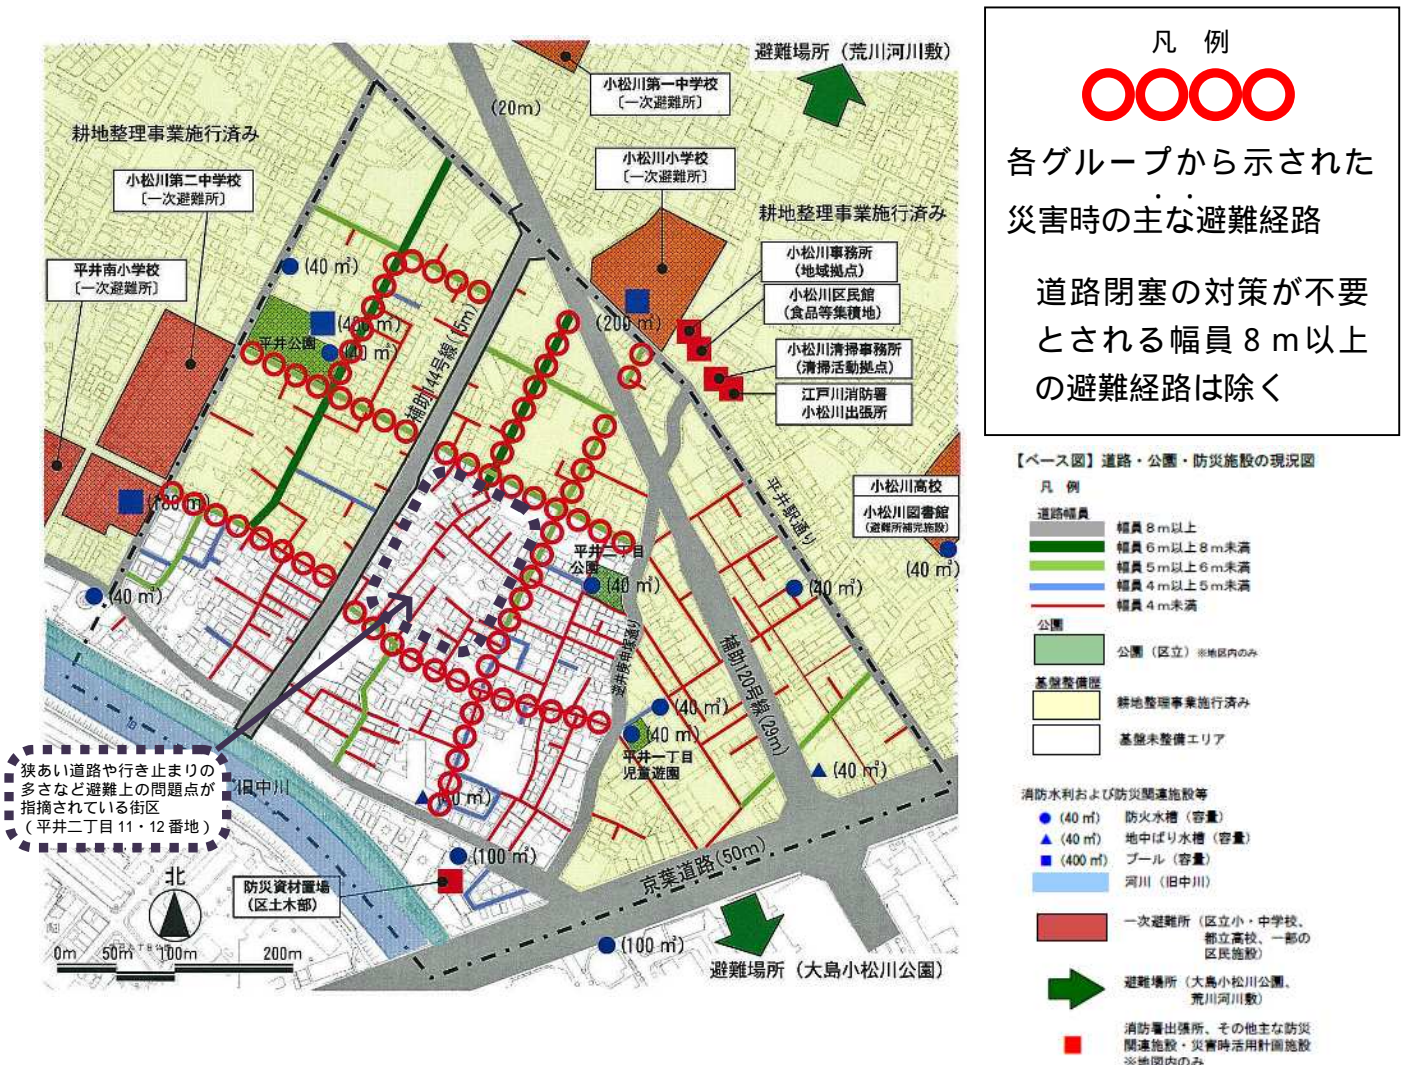 避難場所（荒川河川敷）
小松川第一中学校
〔一次避難所〕
(20m)
耕地整理事業施行済み
小松川小学校
〔一次避難所〕
小松川第二中学校
〔一次避難所〕
耕地整理事業施行済み
小松川事務所
(地域拠点)
平井南小学校
〔一次避難所〕
(40 ㎡)
小松川区民館
(食品等集積地)
(400 ㎡)
(200 ㎡)
平井公園
(40 ㎡)
小松川清掃事務所
(清掃活動拠点)
補助144号線(15m)
江戸川消防署
小松川出張所
小松川高校
小松川図書館
(避難所補完施設)
(180 ㎡)
平井駅通り
平井二丁目
公園
(40 ㎡)
(40 ㎡)
(40 ㎡)
(40 ㎡)
逆井庚申塚通り
補助120号線(29m)
(40 ㎡)
(40 ㎡)
平井一丁目
児童遊園
(40 ㎡)
狭あい道路や行き止まりの
多さなど避難上の問題点が
指摘されている街区
（平井二丁目 11・12 番地）
旧中川
(40 ㎡)
(100 ㎡)
京葉道路(50m)
北
防災資材置場
(区土木部)
(100 ㎡)
0m 50m 100m 200m
避難場所（大島小松川公園）
凡 例
各グループから示された
災害時の主な避難経路
道路閉塞の対策が不要
とされる幅員８ｍ以上
の避難経路は除く
【ベース図】道路・公園・防災施設の現況図
凡 例
道路幅員
幅員８ｍ以上
幅員６ｍ以上８ｍ未満
幅員５ｍ以上６ｍ未満
幅員４ｍ以上５ｍ未満
幅員４ｍ未満
公園
公園（区立）※地区内のみ
基盤整備歴
耕地整理事業施行済み
基盤未整備エリア
消防水利および防災関連施設等
(40 ㎡) 防火水槽（容量）
(40 ㎡) 地中ばり水槽（容量）
(400 ㎡) プール（容量）
河川（旧中川）
一次避難所（区立小・中学校、
都立高校、一部の
区民施設）
避難場所（大島小松川公園、
荒川河川敷）
消防署出張所、その他主な防災
関連施設・災害時活用計画施設
※地図内のみ